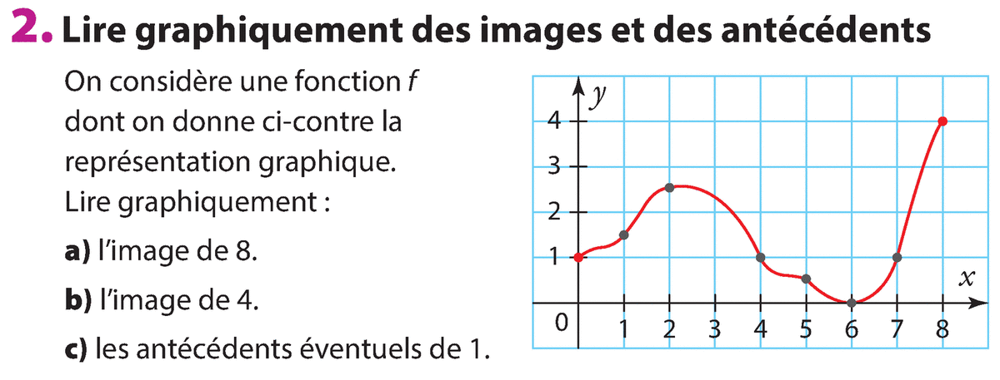 2. Lire graphiquement des images et des antécédents
On considère une fonction f
dont on donne ci-contre la
représentation graphique.
Lire graphiquement :
a) l'image de 8.
b) l'image de 4.
c) les antécédents éventuels de 1.
y
4
3
2
1
x
0 1 2 3 4 5 6 7 8